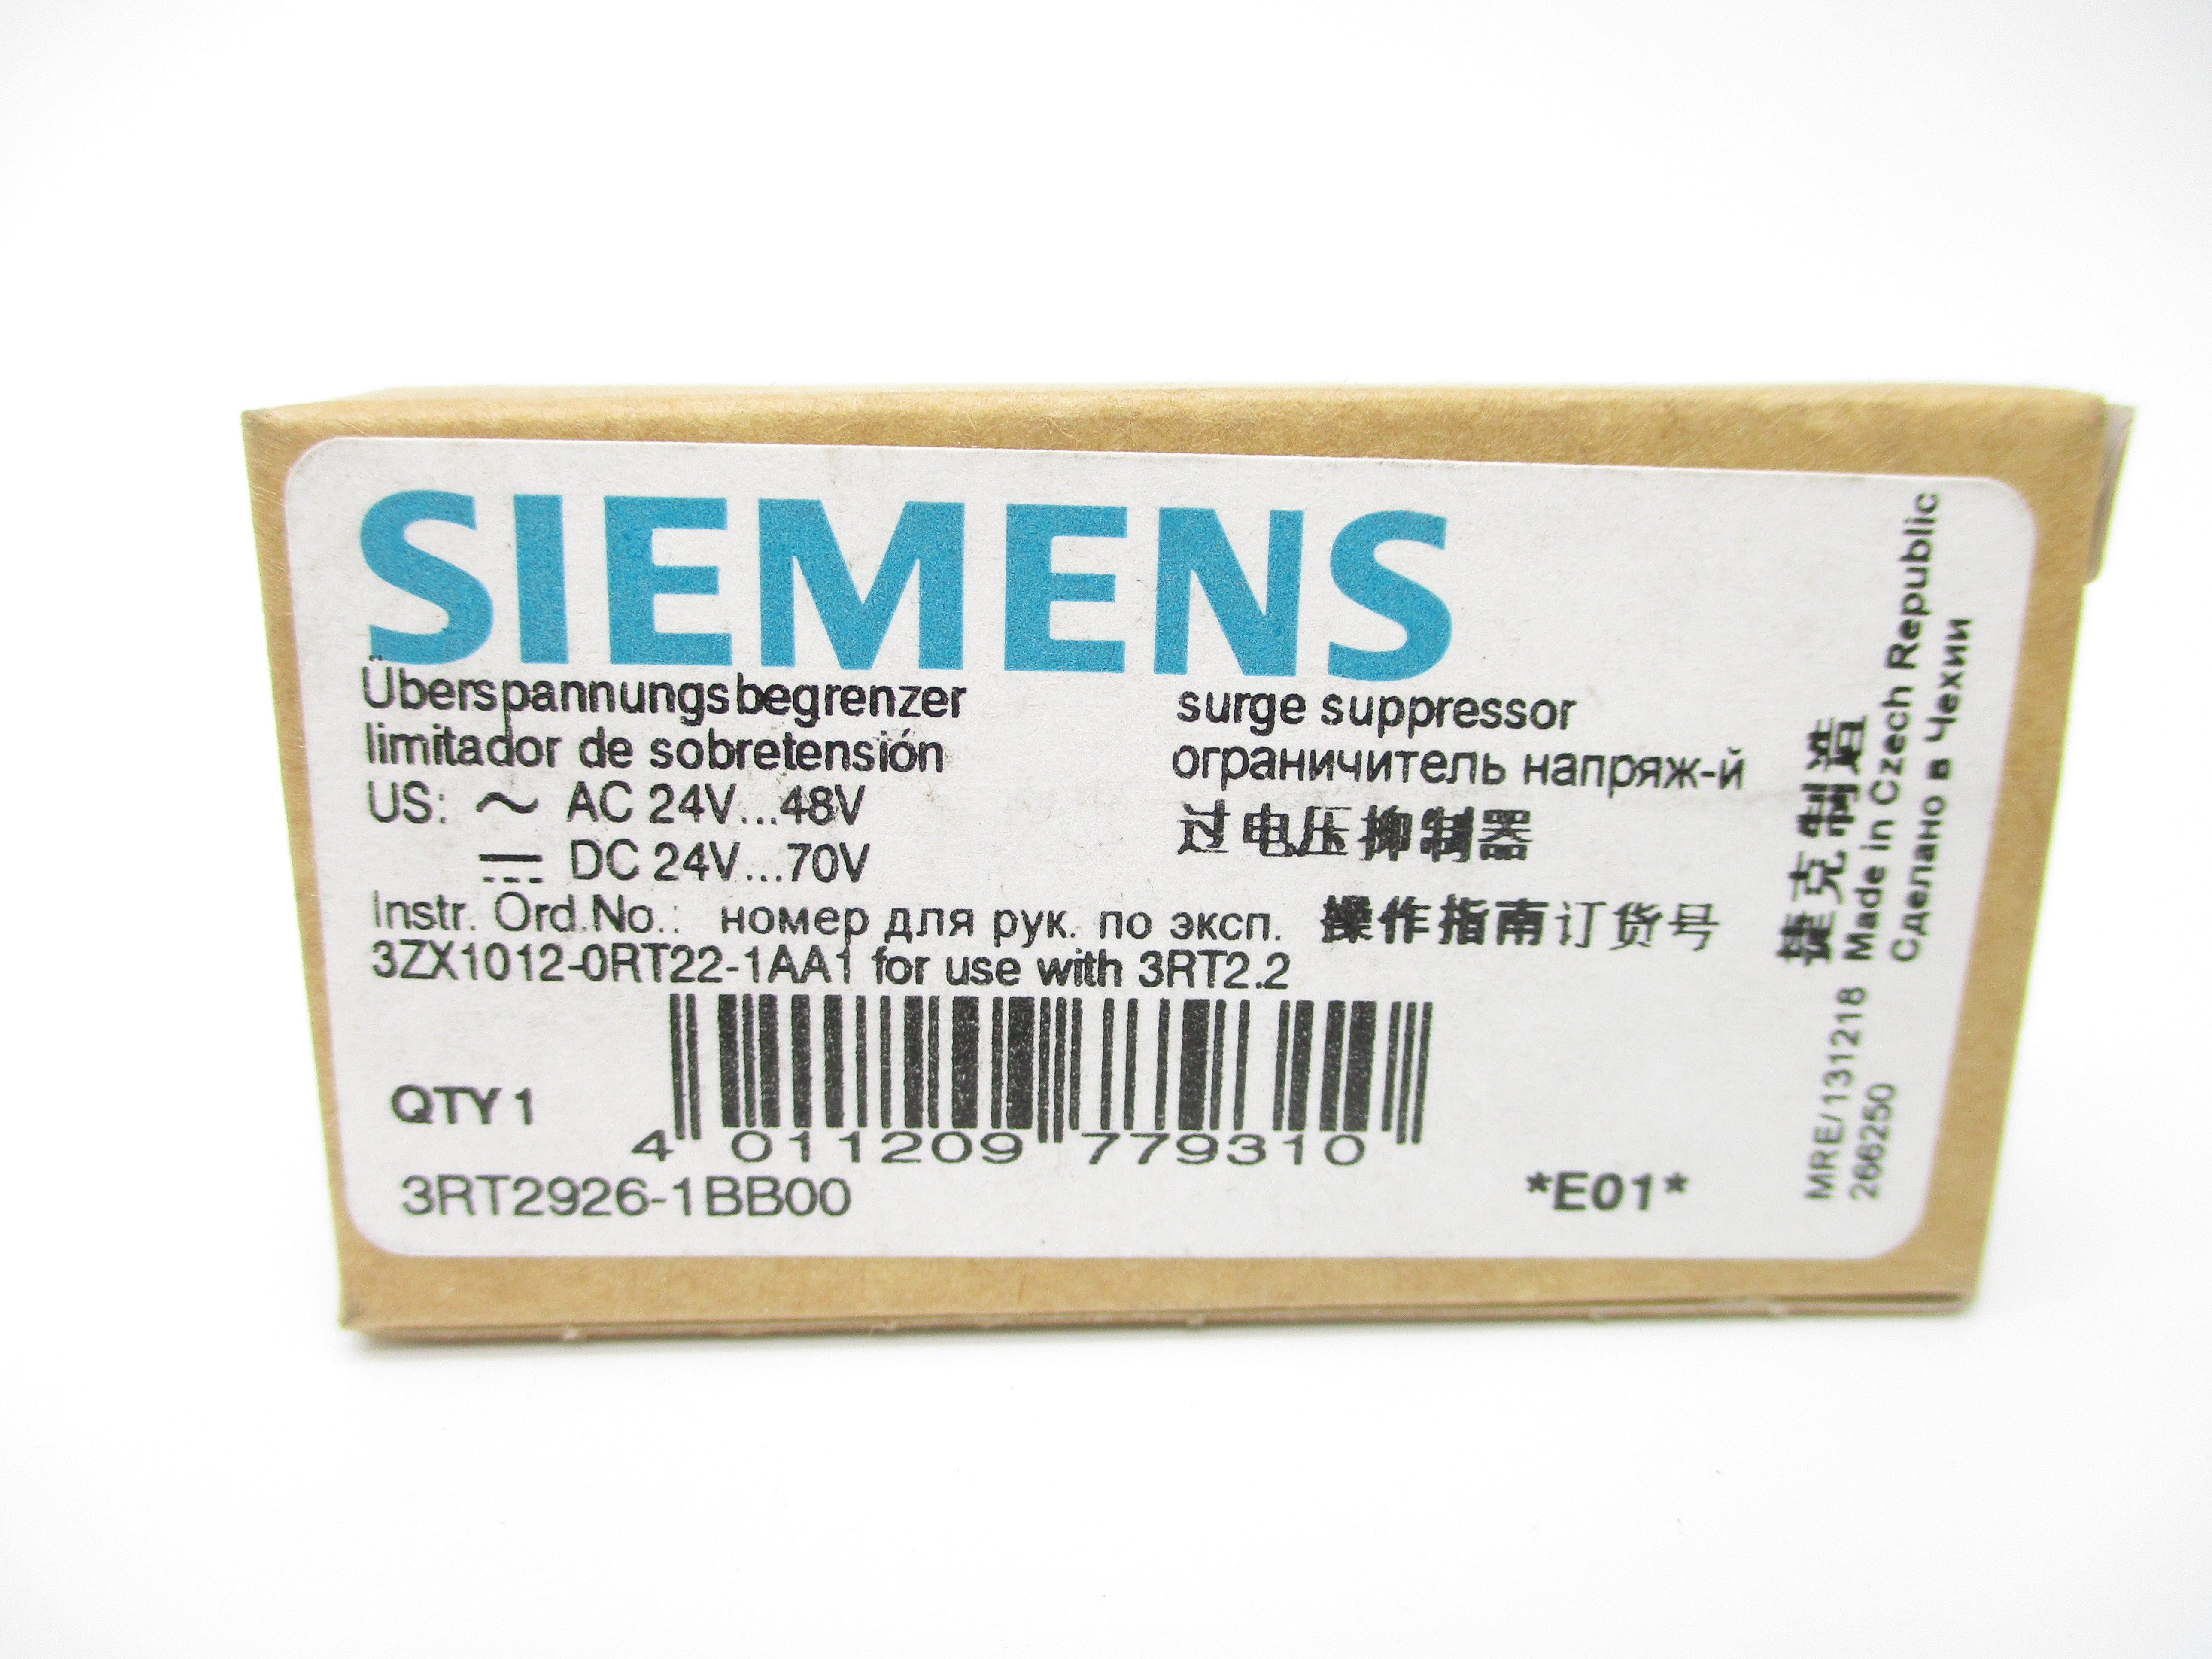 SIEMENS
Überspannungsbegrenzer
surge suppressor
limitador de sobretensión
ограничитель напряж-й
US: ~ AC 24V...48V
过电压抑制器
DC 24V...70V
Instr. Ord.No.: номер для рук. по эксп. 操作指南订货号
3ZX1012-0RT22-1AA1 for use with 3RT2.2
QTY 1
4 011209 779310
3RT2926-1BB00
*E01*
捷克制造
Made in Czech Republic
Сделано в Чехии
MRE/131218
266250